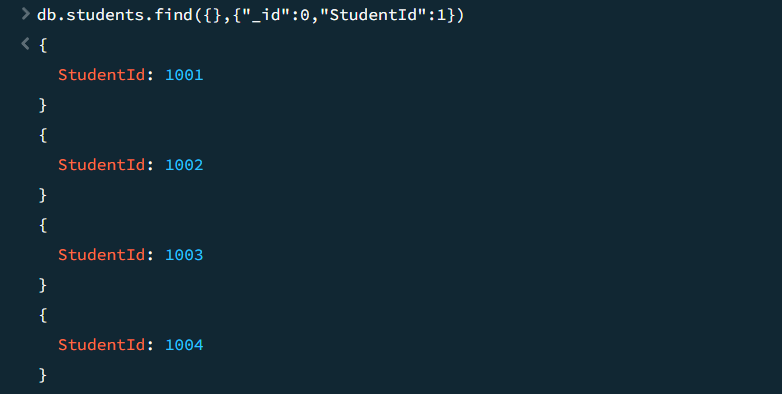 > db.students.find({},{"_id":0,"StudentId":1})
< {
StudentId: 1001
}
{
StudentId: 1002
}
{
StudentId: 1003
}
{
StudentId: 1004
}